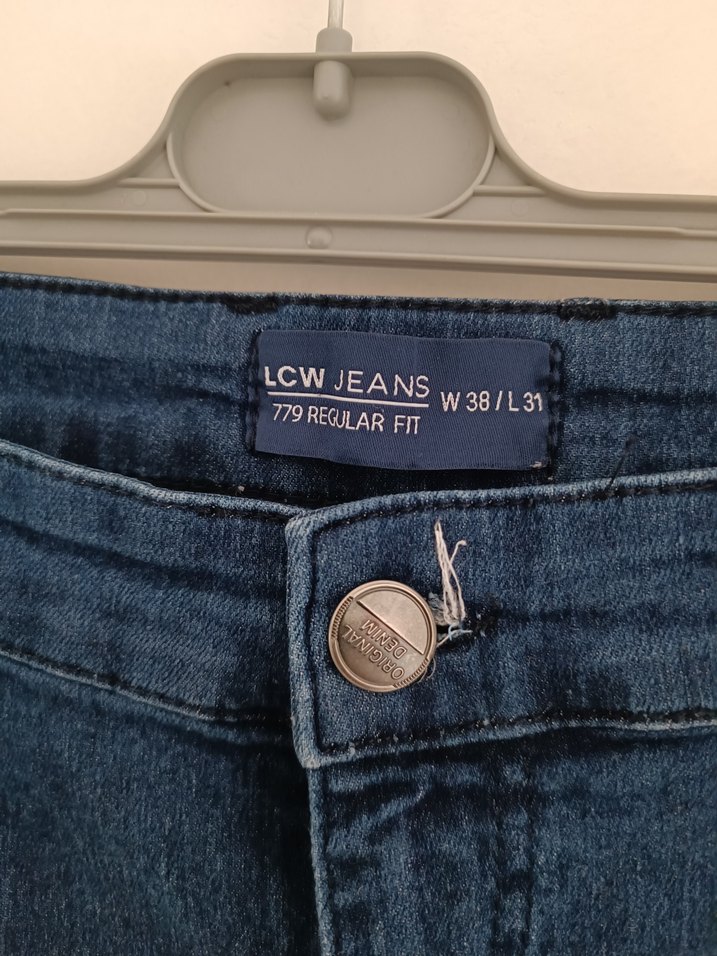 LCW JEANS
779 REGULAR FIT
W 38 / L 31
ORIGINAL
DENIM